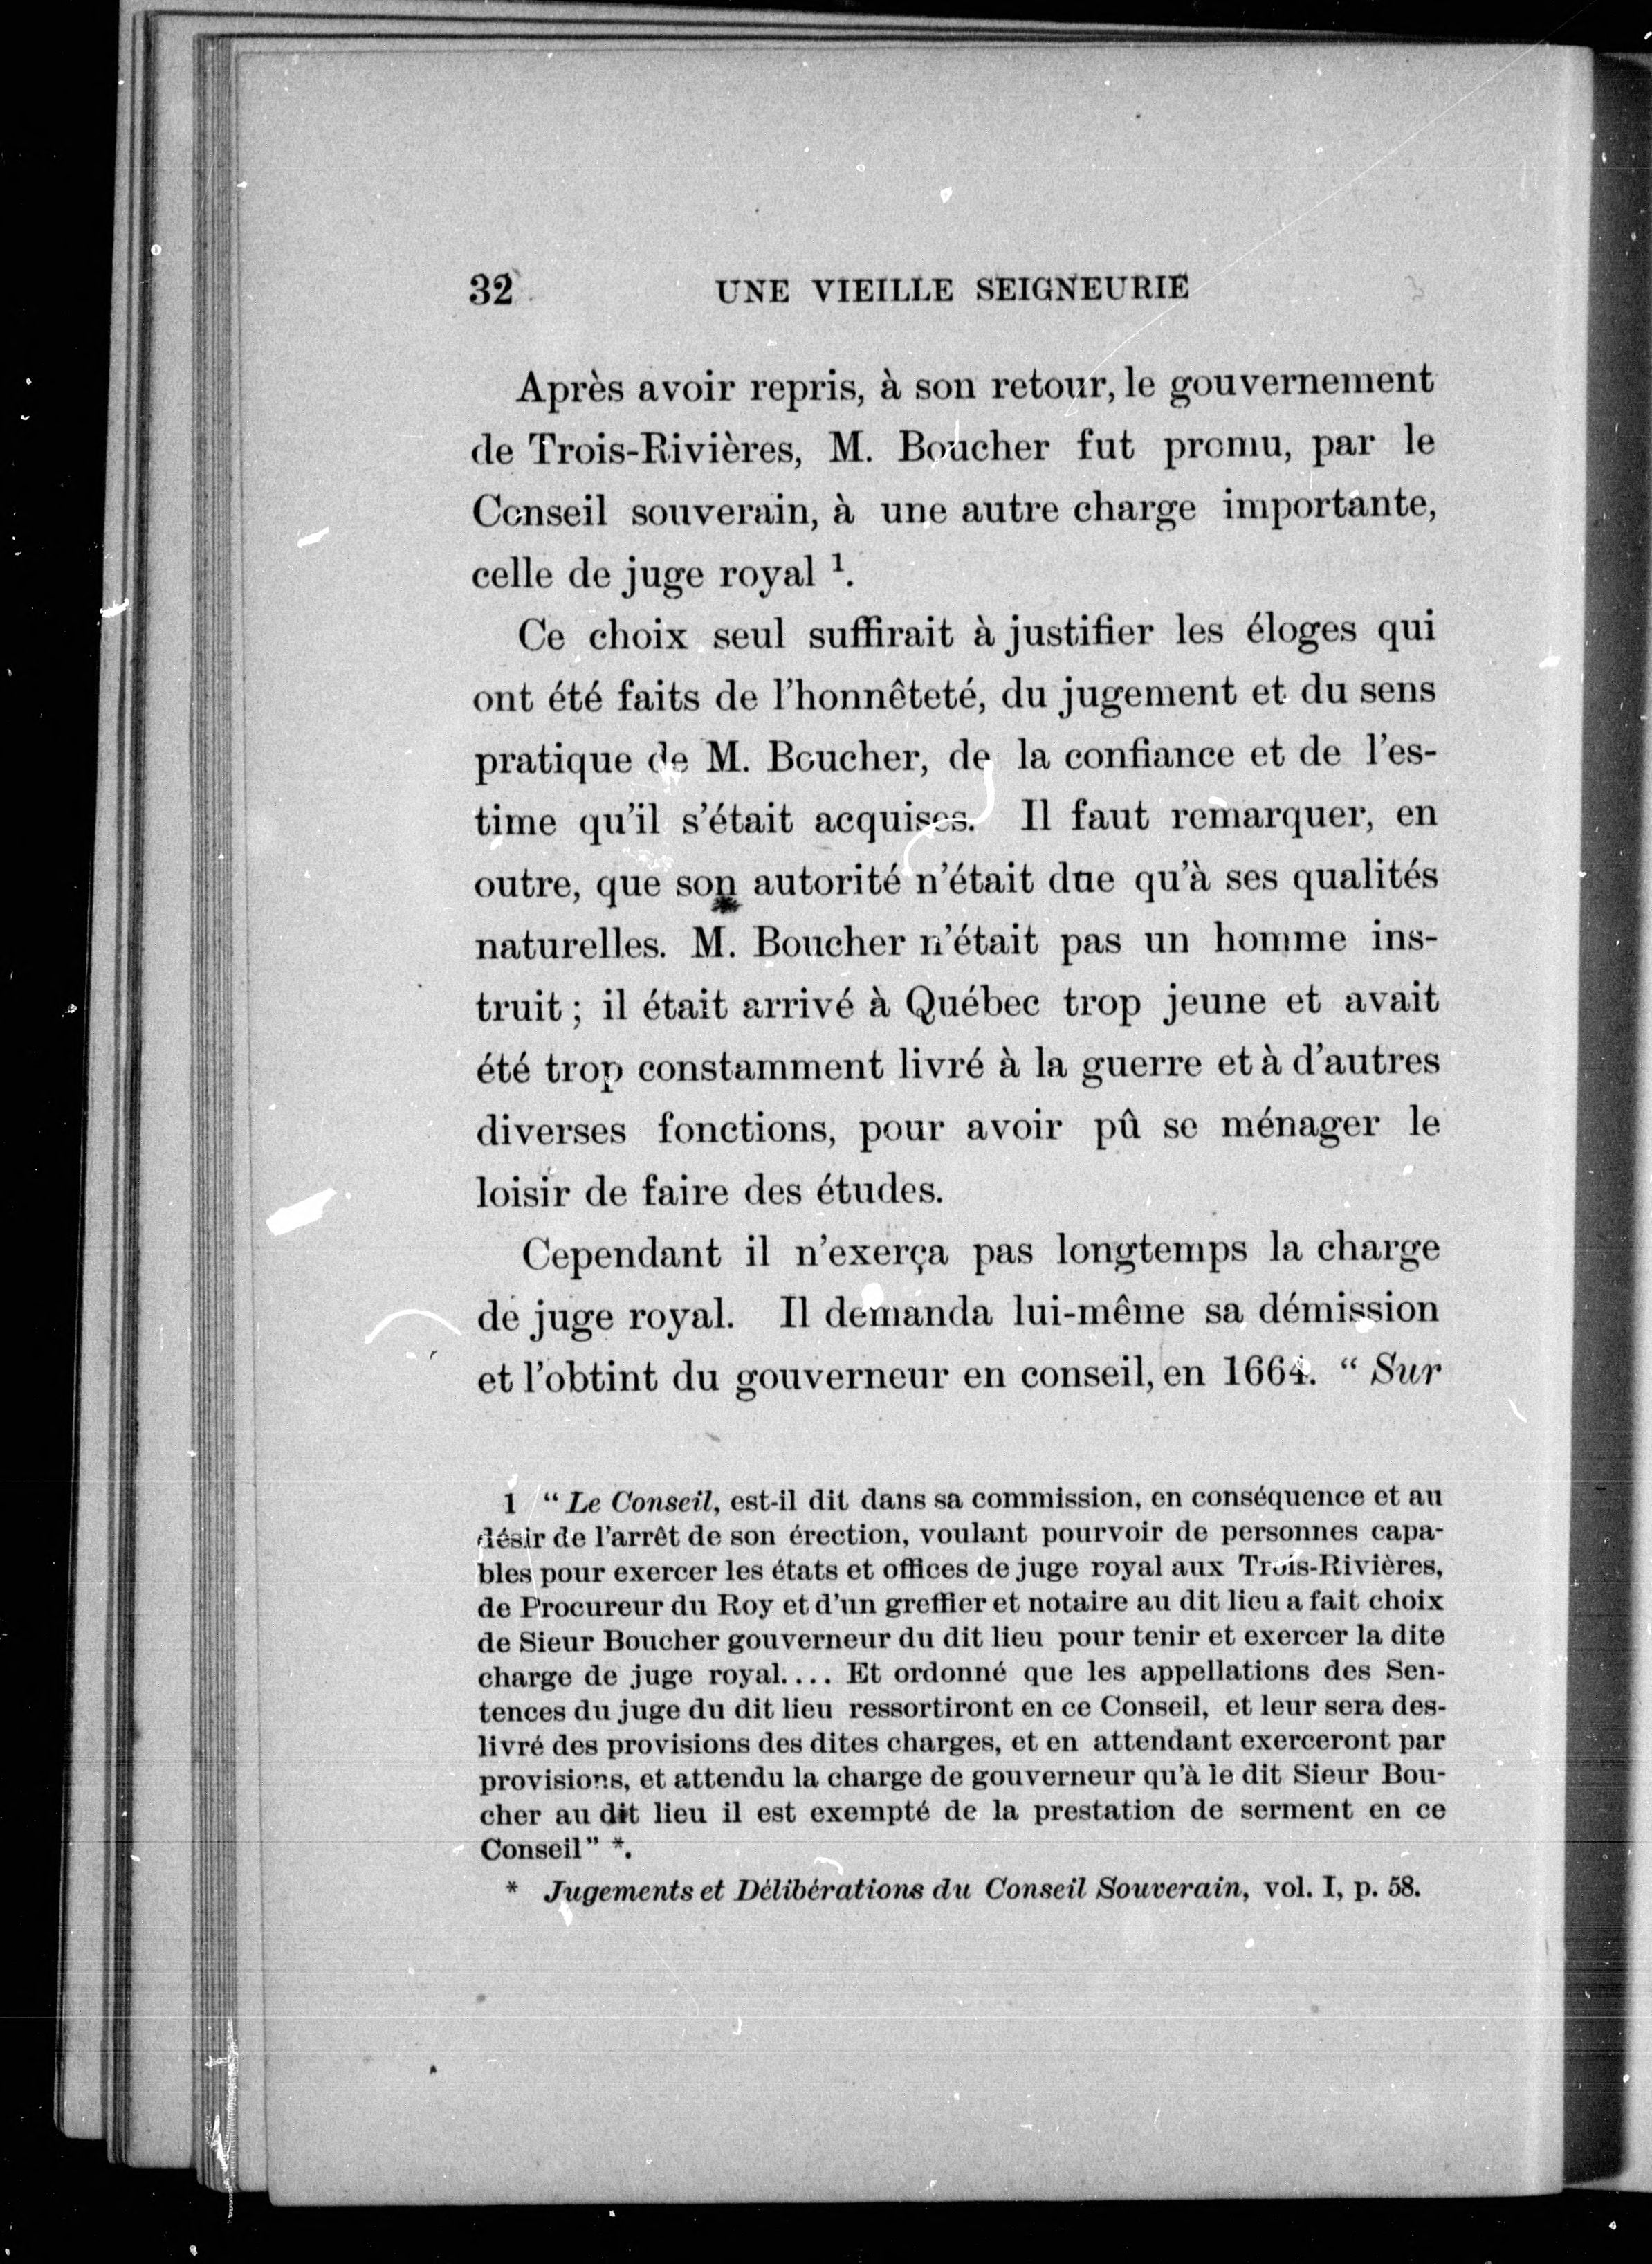 32 UNE VIEILLE SEIGNEURIE
Après avoir repris, à son retour, le gouvernement
de Trois-Rivières, M. Boucher fut promu, par le
Conseil souverain, à une autre charge importante,
celle de juge royal ¹.
Ce choix seul suffirait à justifier les éloges qui
ont été faits de l'honnêteté, du jugement et du sens
pratique de M. Boucher, de la confiance et de l'es-
time qu'il s'était acquises. Il faut remarquer, en
outre, que son autorité n'était due qu'à ses qualités
naturelles. M. Boucher n'était pas un homme ins-
truit ; il était arrivé à Québec trop jeune et avait
été trop constamment livré à la guerre et à d'autres
diverses fonctions, pour avoir pû se ménager le
loisir de faire des études.
Cependant il n'exerça pas longtemps la charge
de juge royal. Il demanda lui-même sa démission
et l'obtint du gouverneur en conseil, en 1664. “ Sur
1 “ Le Conseil, est-il dit dans sa commission, en conséquence et au
désir de l'arrêt de son érection, voulant pourvoir de personnes capa-
bles pour exercer les états et offices de juge royal aux Trois-Rivières,
de Procureur du Roy et d'un greffier et notaire au dit lieu a fait choix
de Sieur Boucher gouverneur du dit lieu pour tenir et exercer la dite
charge de juge royal.... Et ordonné que les appellations des Sen-
tences du juge du dit lieu ressortiront en ce Conseil, et leur sera des-
livré des provisions des dites charges, et en attendant exerceront par
provisions, et attendu la charge de gouverneur qu'à le dit Sieur Bou-
cher au dit lieu il est exempté de la prestation de serment en ce
Conseil” *.
* Jugements et Délibérations du Conseil Souverain, vol. I, p. 58.